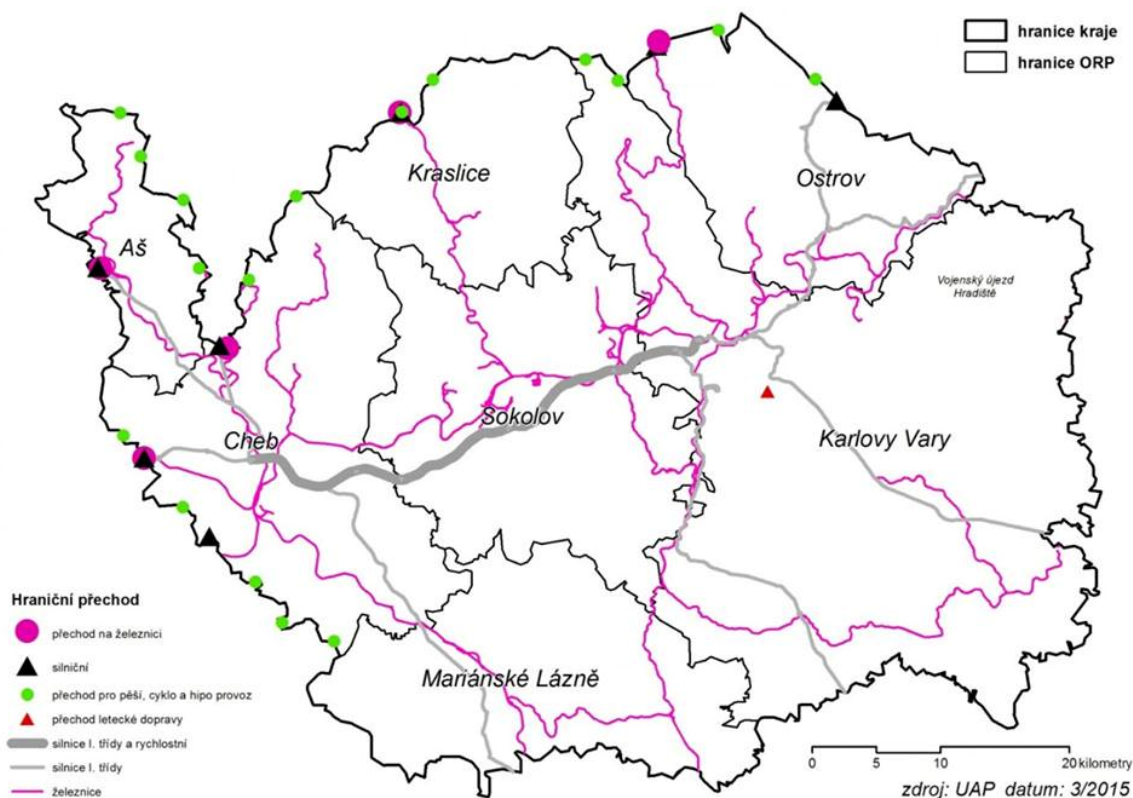 hranice kraje
hranice ORP
Kraslice
Ostrov
Aš
Vojenský újezd
Hradiště
Sokolov
Cheb
Karlovy Vary
Mariánské Lázně
Hraniční přechod
přechod na železnici
silniční
přechod pro pěší, cyklo a hipo provoz
přechod letecké dopravy
silnice I. třídy a rychlostní
silnice I. třídy
železnice
0 5 10 20 kilometry
zdroj: UAP datum: 3/2015